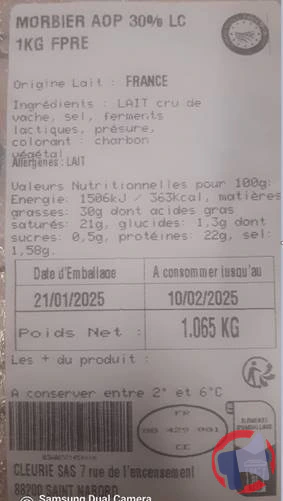 MORBIER AOP 30% LC
1KG FPRE
Origine Lait : FRANCE
Ingrédients : LAIT cru de
vache, sel, ferments
lactiques, présure,
colorant : charbon
végétal
Allergènes : LAIT
Valeurs Nutritionnelles pour 100g:
Energie: 1506kJ / 363kcal, matières
grasses: 30g dont acides gras
saturés: 21g, glucides: 1,3g dont
sucres: 0,5g, protéines: 22g, sel:
1,58g.
Date d'Emballage
A consommer jusqu'au
21/01/2025
10/02/2025
Poids Net :
1.065 KG
Les + du produit :
A conserver entre 2° et 6°C
FR
88 429 001
CE
CLEURIE SAS 7 rue de l'encensement
88200 SAINT NABORD
Samsung Dual Camera